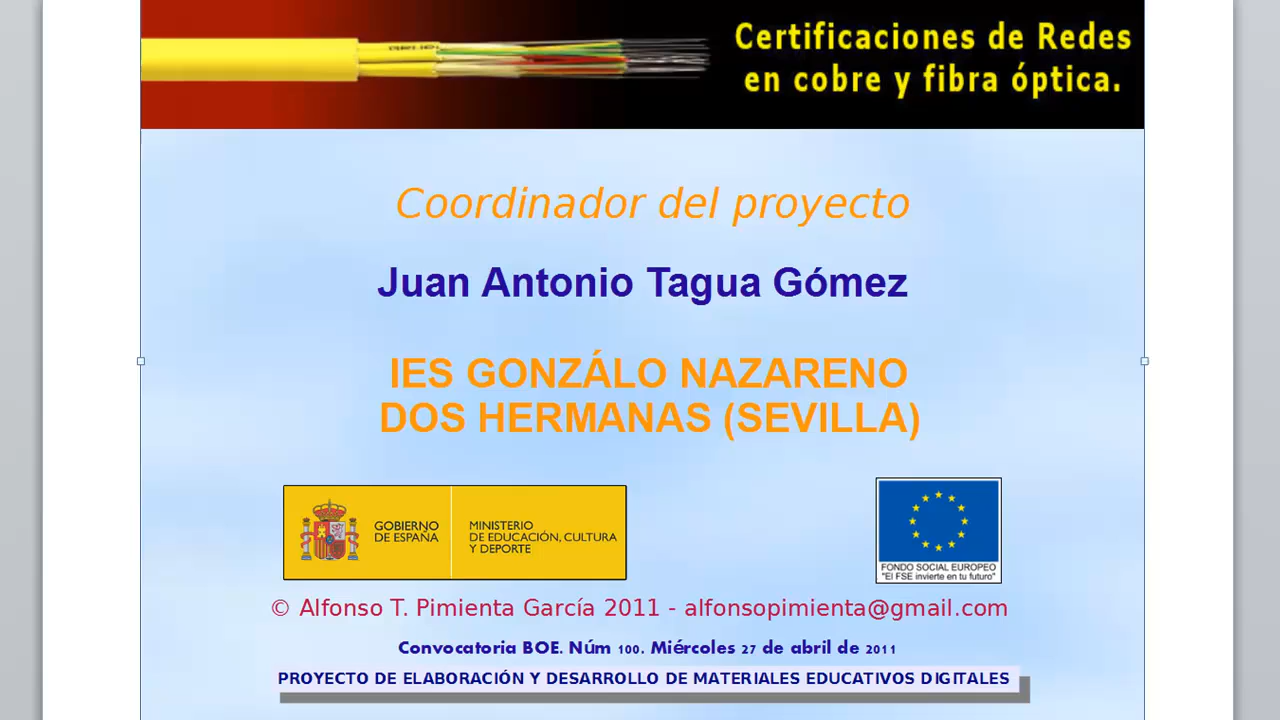 Certificaciones de Redes
en cobre y fibra óptica.
Coordinador del proyecto
Juan Antonio Tagua Gómez
IES GONZÁLO NAZARENO
DOS HERMANAS (SEVILLA)
GOBIERNO
DE ESPAÑA
MINISTERIO
DE EDUCACIÓN, CULTURA
Y DEPORTE
FONDO SOCIAL EUROPEO
"El FSE invierte en tu futuro"
© Alfonso T. Pimienta García 2011 - alfonsopimienta@gmail.com
Convocatoria BOE. Núm 100. Miércoles 27 de abril de 2011
PROYECTO DE ELABORACIÓN Y DESARROLLO DE MATERIALES EDUCATIVOS DIGITALES